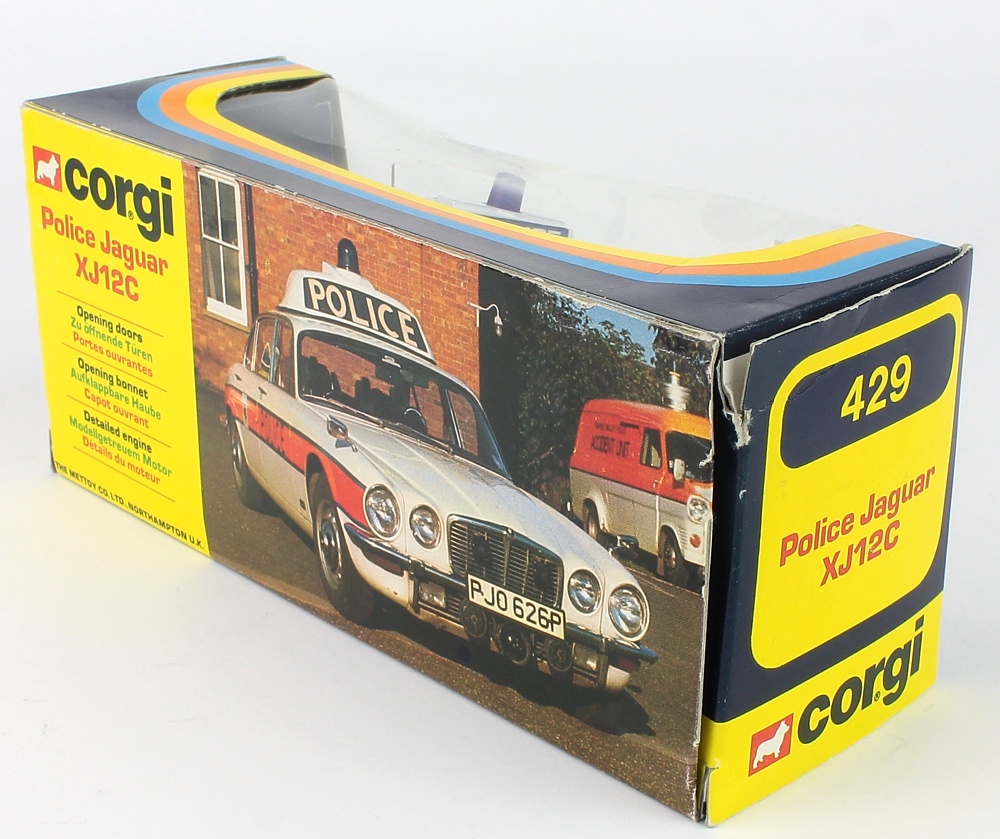 corgi
Police Jaguar
XJ12C
Opening doors
Zu öffnende Türen
Portes ouvrantes
Opening bonnet
Aufklappbare Haube
Capot ouvrant
Detailed engine
Modellgetreuem Motor
Détails du moteur
THE METTOY CO. LTD. NORTHAMPTON U.K.
POLICE
PJO 626P
ACCIDENT UNIT
429
Police Jaguar
XJ12C
corgi